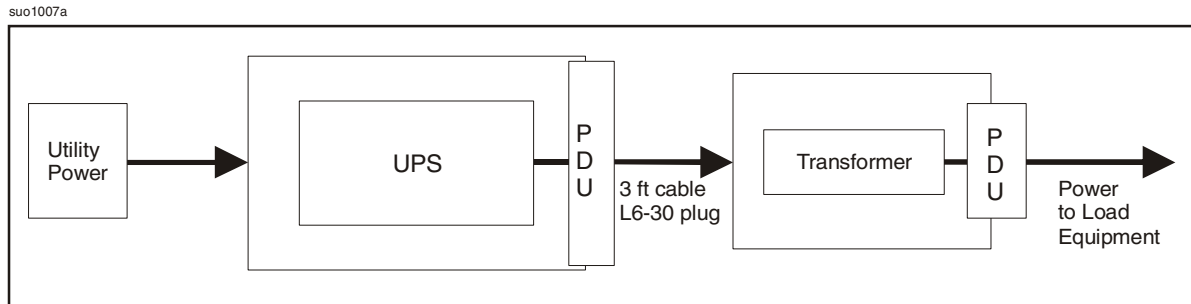 suo1007a
Utility
Power
UPS
P
D
U
3 ft cable
L6-30 plug
Transformer
P
D
U
Power
to Load
Equipment